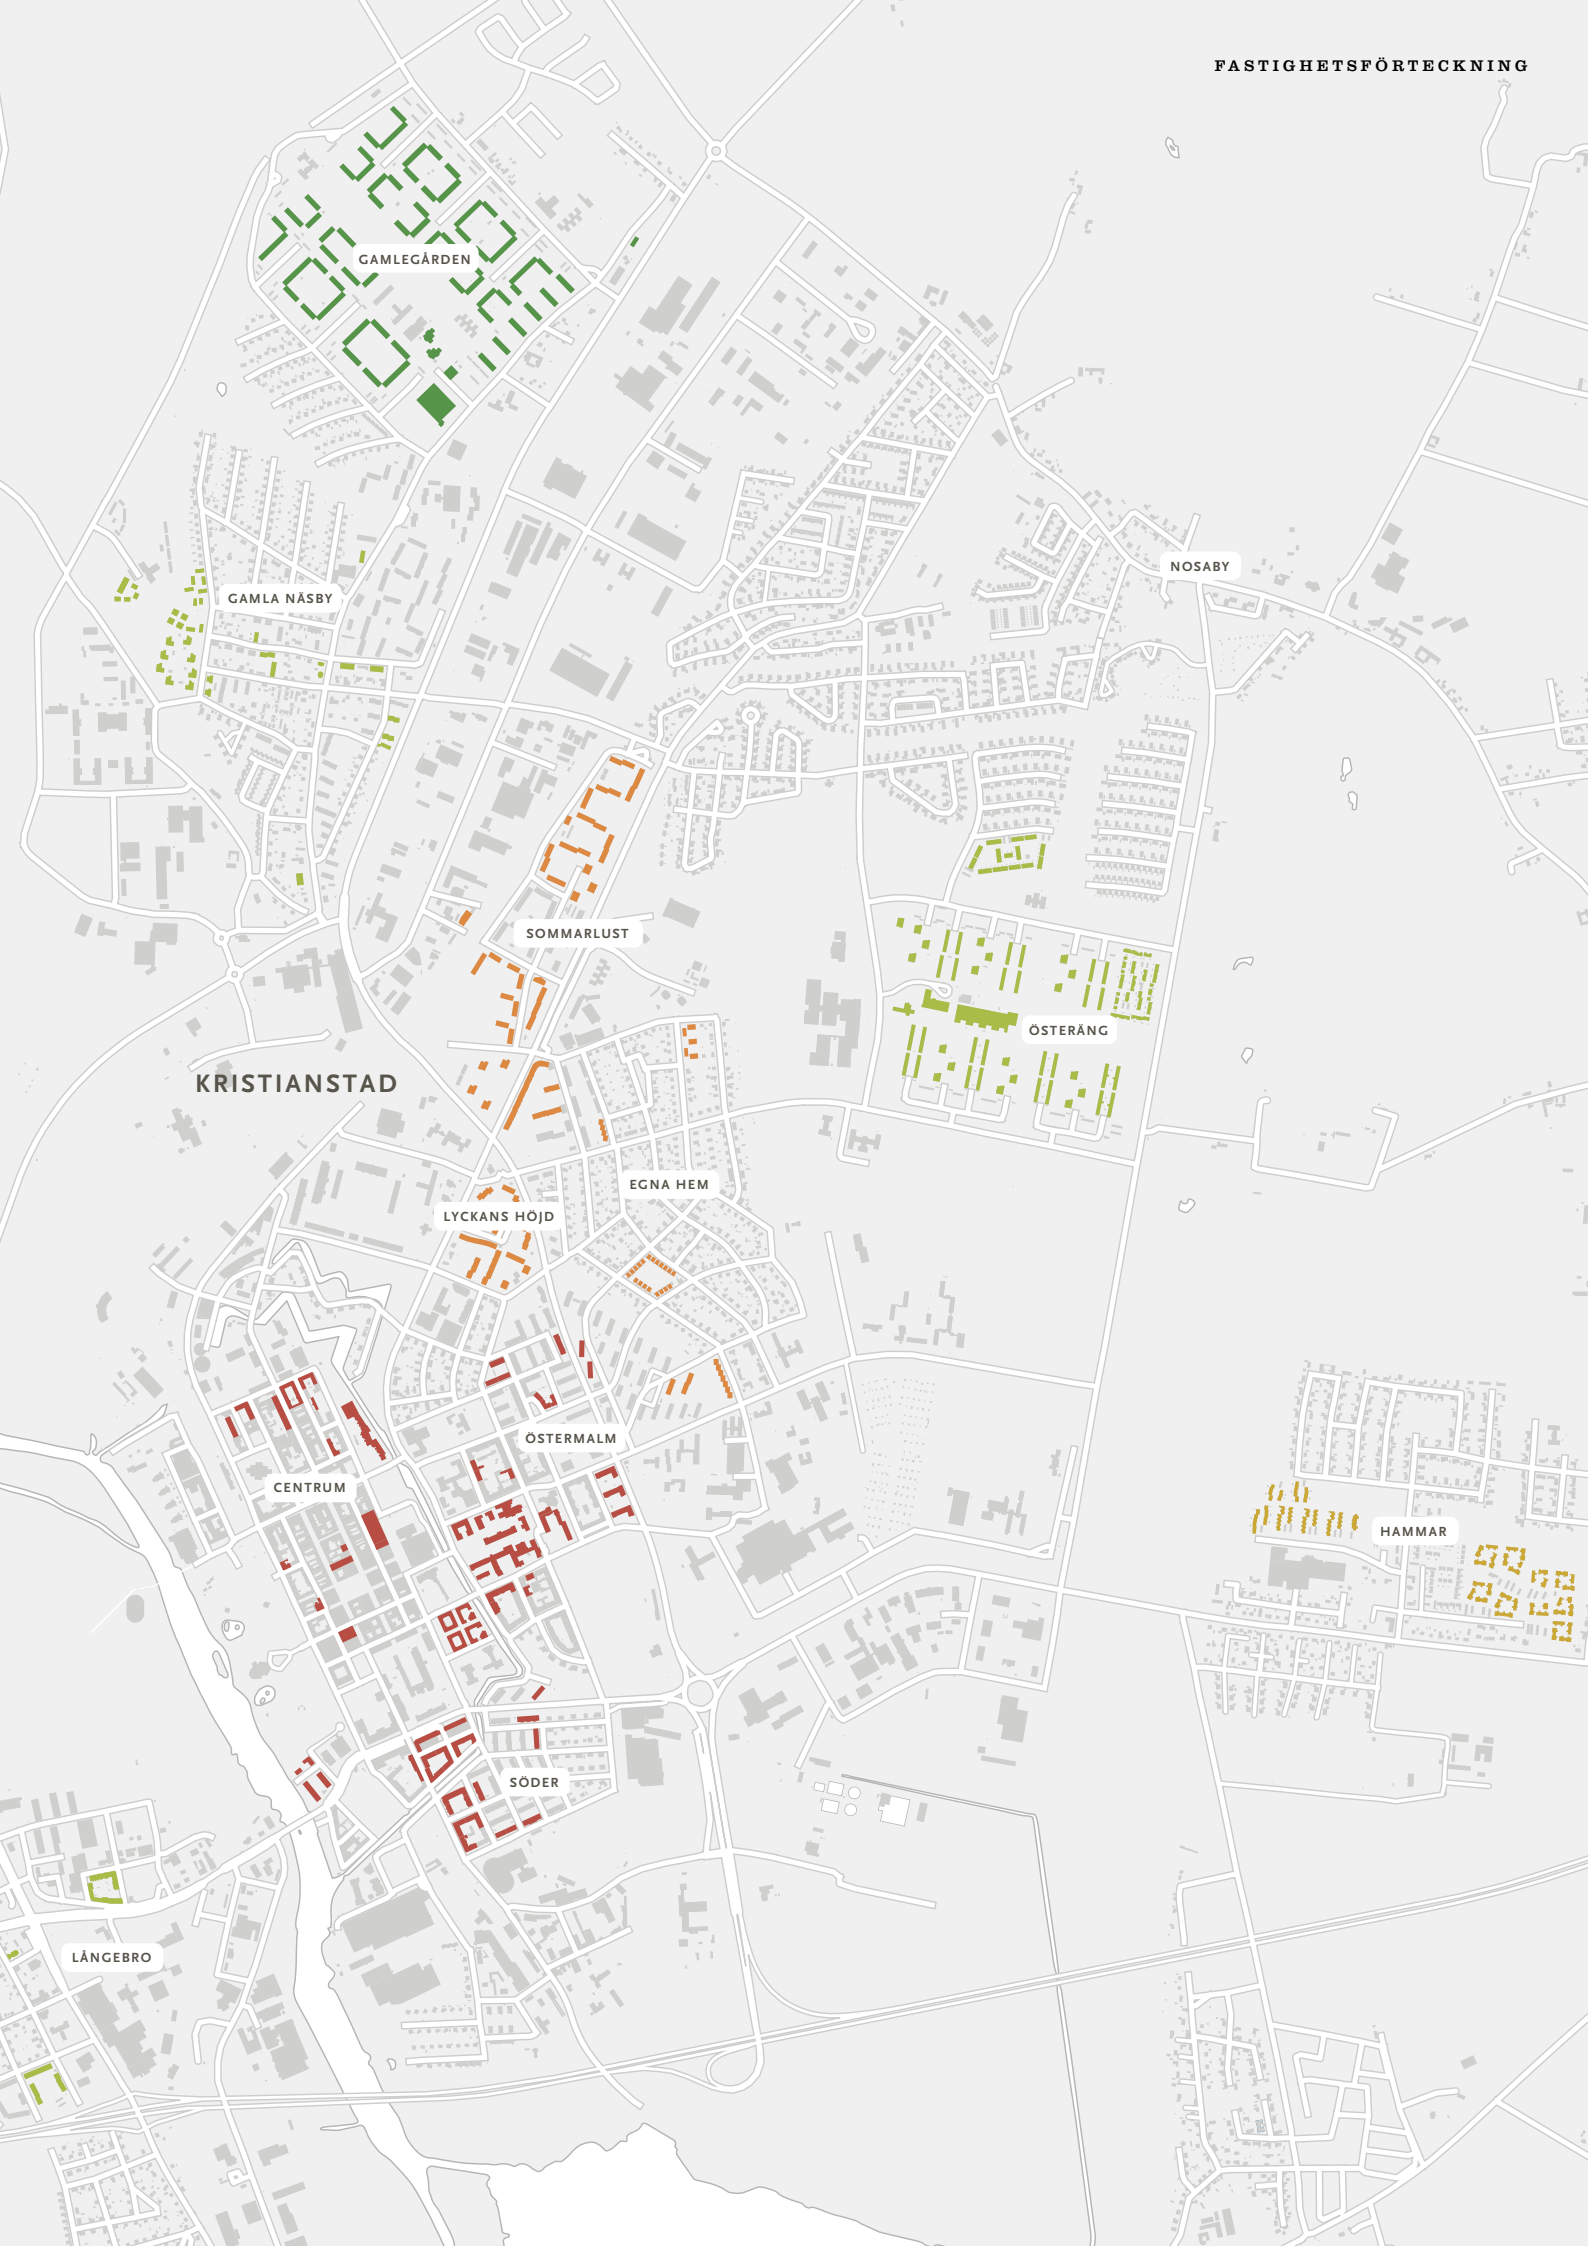 FASTIGHETSFÖRTECKNING
GAMLEGÅRDEN
NOSABY
GAMLA NÄSBY
SOMMARLUST
ÖSTERÄNG
KRISTIANSTAD
EGNA HEM
LYCKANS HÖJD
ÖSTERMALM
CENTRUM
HAMMAR
SÖDER
LÅNGEBRO